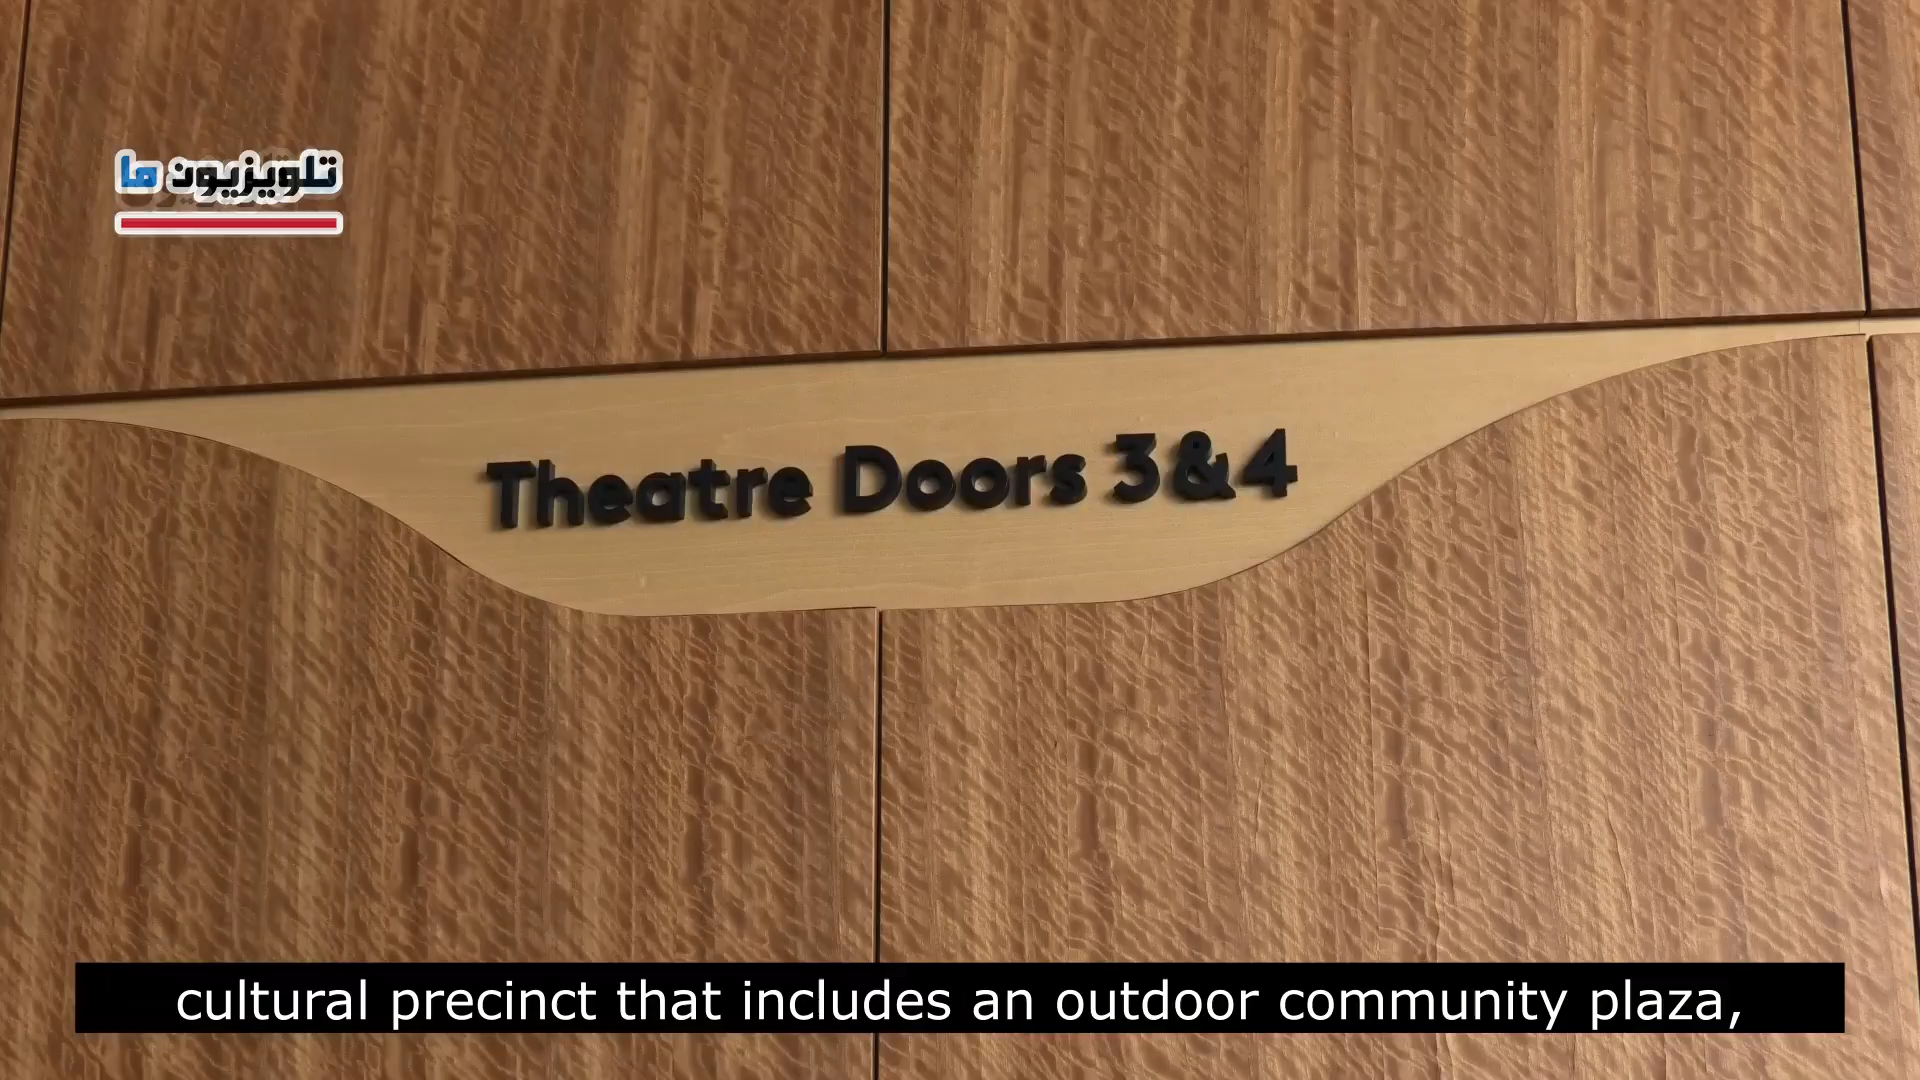 تلویزیون ما
Theatre Doors 3&4
cultural precinct that includes an outdoor community plaza,